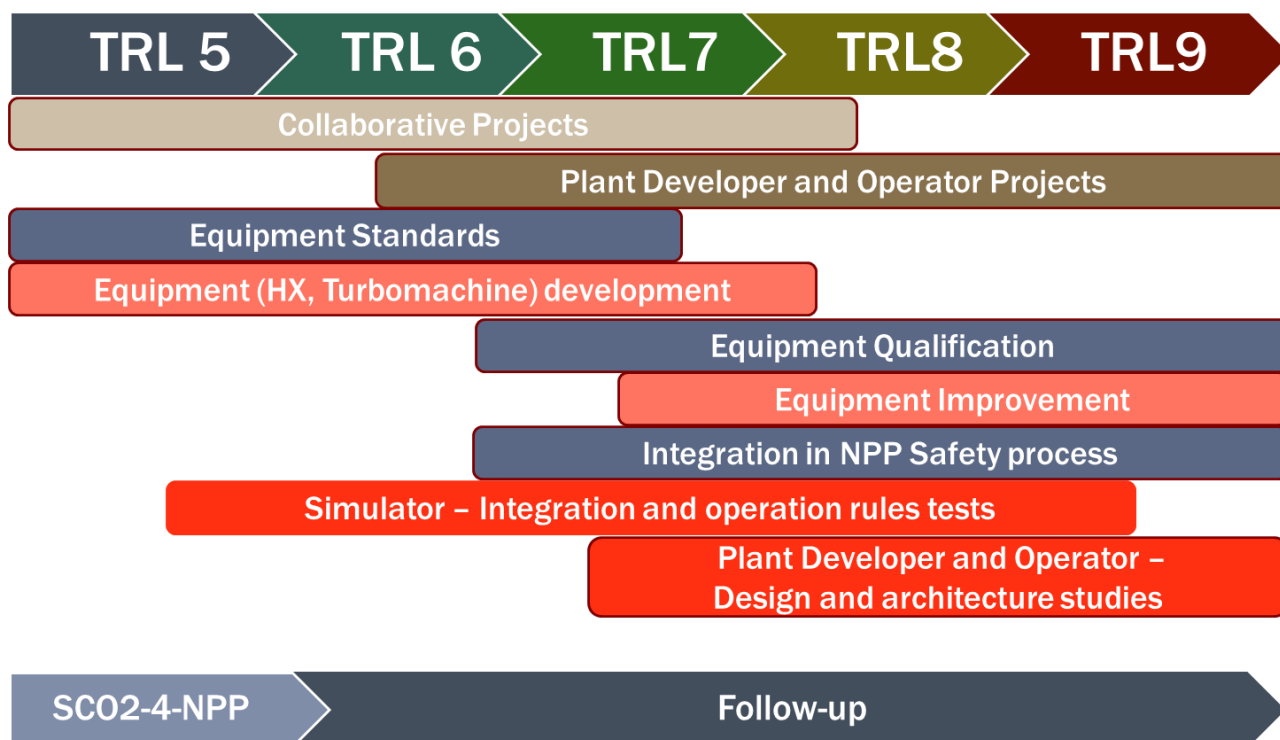 TRL 5
TRL 6
TRL7
TRL8
TRL9
Collaborative Projects
Plant Developer and Operator Projects
Equipment Standards
Equipment (HX, Turbomachine) development
Equipment Qualification
Equipment Improvement
Integration in NPP Safety process
Simulator – Integration and operation rules tests
Plant Developer and Operator –
Design and architecture studies
SCO2-4-NPP
Follow-up